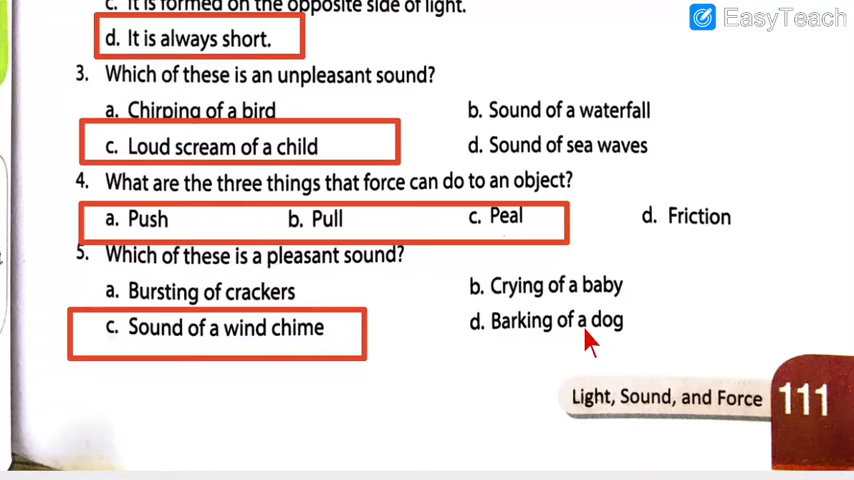 c. It is formed on the opposite side of light.
EasyTeach
d. It is always short.
3. Which of these is an unpleasant sound?
a. Chirping of a bird b. Sound of a waterfall
c. Loud scream of a child d. Sound of sea waves
4. What are the three things that force can do to an object?
a. Push b. Pull c. Peal d. Friction
5. Which of these is a pleasant sound?
a. Bursting of crackers b. Crying of a baby
c. Sound of a wind chime d. Barking of a dog
Light, Sound, and Force 111